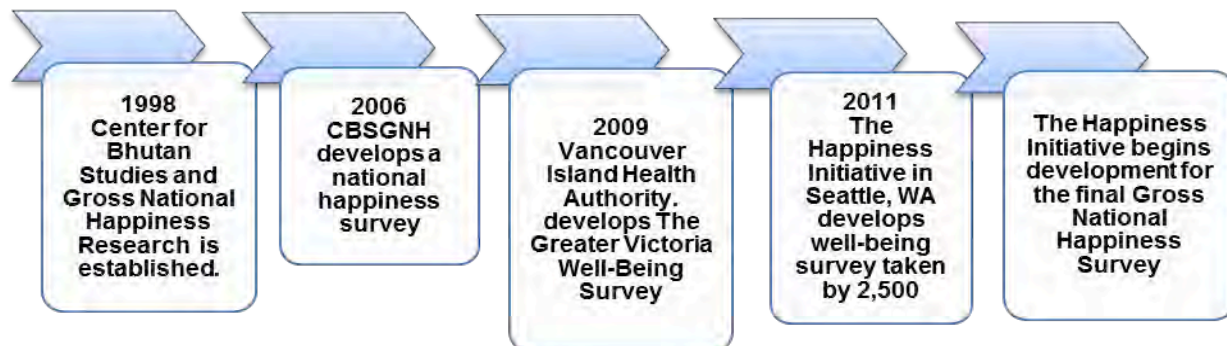 1998
Center for
Bhutan
Studies and
Gross National
Happiness
Research is
established.
2006
CBSGNH
develops a
national
happiness
survey
2009
Vancouver
Island Health
Authority.
develops The
Greater Victoria
Well-Being
Survey
2011
The
Happiness
Initiative in
Seattle, WA
develops
well-being
survey taken
by 2,500
The Happiness
Initiative begins
development for
the final Gross
National
Happiness
Survey